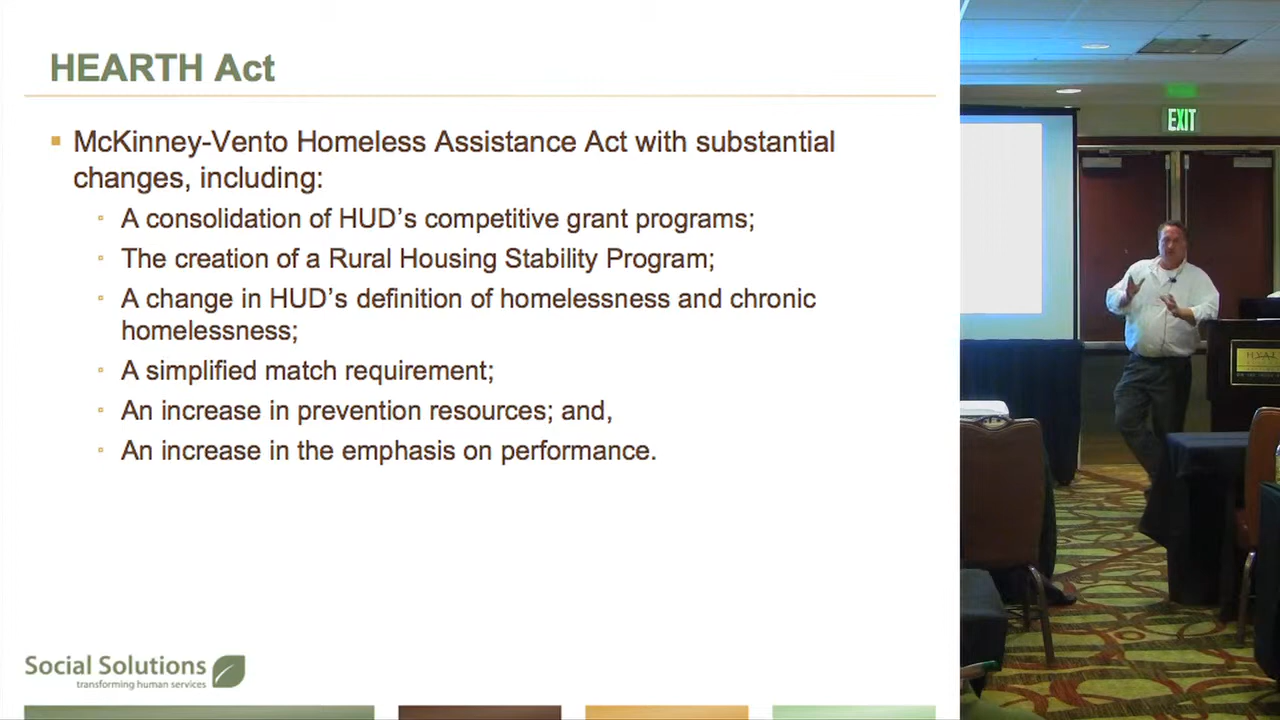 HEARTH Act
McKinney-Vento Homeless Assistance Act with substantial
changes, including:
A consolidation of HUD's competitive grant programs;
The creation of a Rural Housing Stability Program;
A change in HUD's definition of homelessness and chronic
homelessness;
A simplified match requirement;
An increase in prevention resources; and,
An increase in the emphasis on performance.
Social Solutions
transforming human services
EXIT